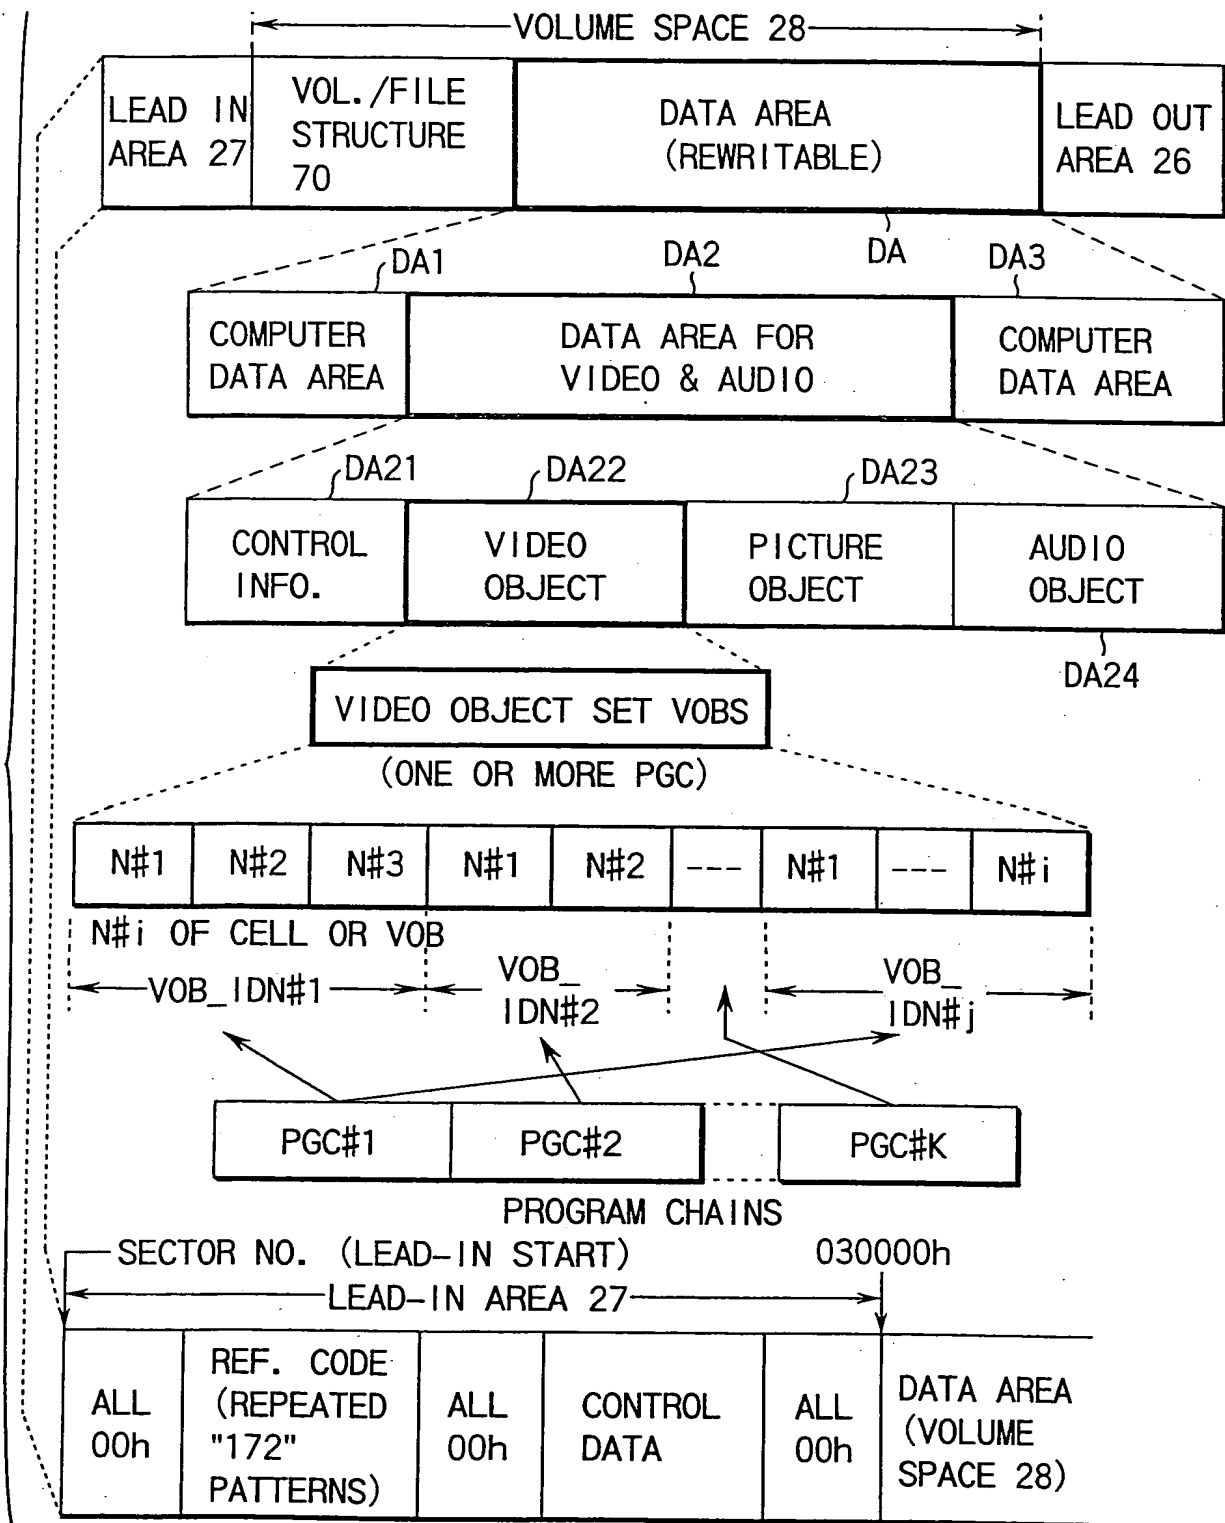 VOLUME SPACE 28
LEAD IN
AREA 27
VOL./FILE
STRUCTURE
70
DATA AREA
(REWRITABLE)
LEAD OUT
AREA 26
DA
DA1
DA2
DA3
COMPUTER
DATA AREA
DATA AREA FOR
VIDEO & AUDIO
COMPUTER
DATA AREA
DA21
DA22
DA23
CONTROL
INFO.
VIDEO
OBJECT
PICTURE
OBJECT
AUDIO
OBJECT
DA24
VIDEO OBJECT SET VOBS
(ONE OR MORE PGC)
N#1 N#2 N#3 N#1 N#2 --- N#1 --- N#i
N#i OF CELL OR VOB
VOB_IDN#1
VOB_
IDN#2
VOB_
IDN#j
PGC#1 PGC#2 PGC#K
PROGRAM CHAINS
SECTOR NO. (LEAD-IN START)
030000h
LEAD-IN AREA 27
ALL
00h
REF. CODE
(REPEATED
"172"
PATTERNS)
ALL
00h
CONTROL
DATA
ALL
00h
DATA AREA
(VOLUME
SPACE 28)